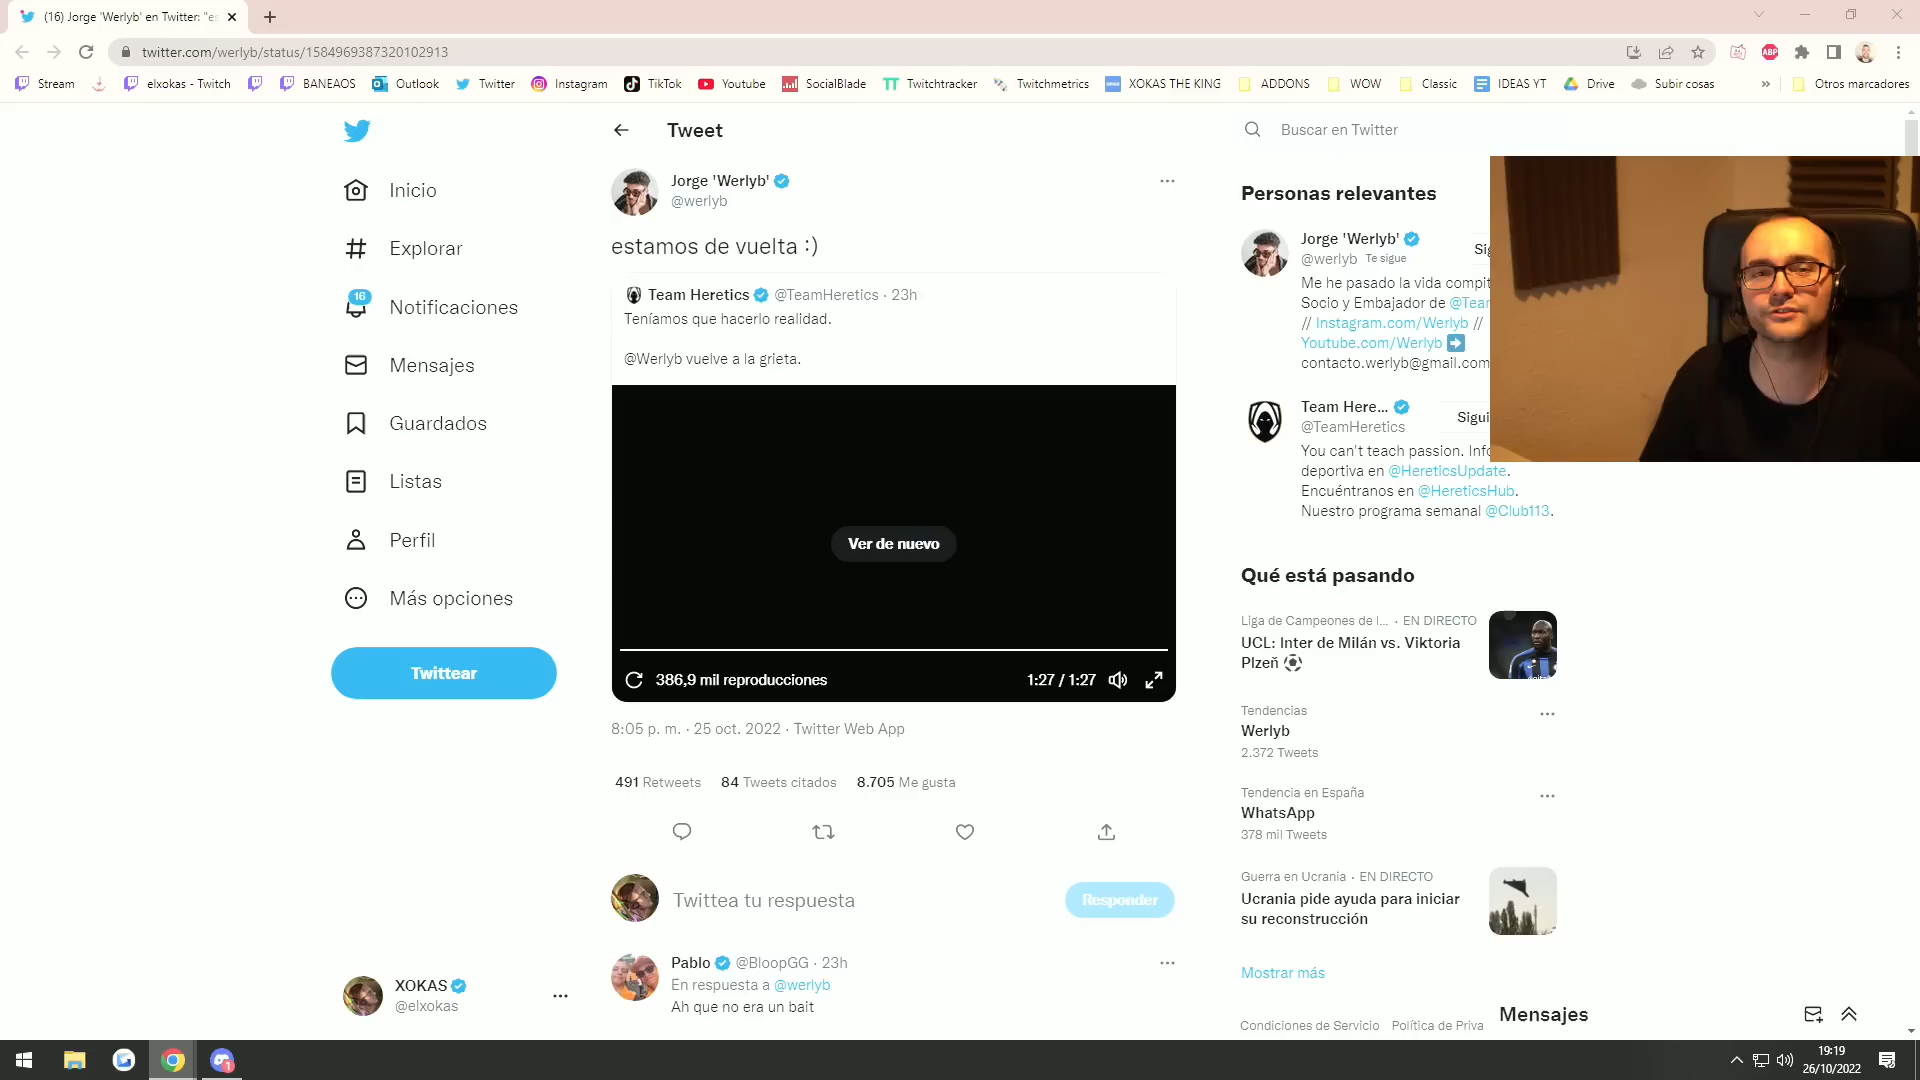 (16) Jorge 'Werlyb' en Twitter: "es
twitter.com/werlyb/status/1584969387320102913
Stream
elxokas - Twitch
BANEAOS
Outlook
Twitter
Instagram
TikTok
Youtube
SocialBlade
Twitchtracker
Twitchmetrics
XOKAS THE KING
ADDONS
WOW
Classic
IDEAS YT
Drive
Subir cosas
»
Otros marcadores
ABP
Inicio
Explorar
16
Notificaciones
Mensajes
Guardados
Listas
Perfil
Más opciones
Twittear
XOKAS
@elxokas
Tweet
Jorge 'Werlyb'
@werlyb
estamos de vuelta :)
Team Heretics @TeamHeretics · 23h
Teníamos que hacerlo realidad.
@Werlyb vuelve a la grieta.
Ver de nuevo
386,9 mil reproducciones
1:27 / 1:27
8:05 p. m. · 25 oct. 2022 · Twitter Web App
491 Retweets 84 Tweets citados 8.705 Me gusta
Twittea tu respuesta
Responder
Pablo @BloopGG · 23h
En respuesta a @werlyb
Ah que no era un bait
Buscar en Twitter
Personas relevantes
Jorge 'Werlyb'
@werlyb Te sigue
Sig
Me he pasado la vida compit
Socio y Embajador de @Tear
// Instagram.com/Werlyb //
Youtube.com/Werlyb
contacto.werlyb@gmail.com
Team Here...
@TeamHeretics
Sigui
You can't teach passion. Info
deportiva en @HereticsUpdate.
Encuéntranos en @HereticsHub.
Nuestro programa semanal @Club113.
Qué está pasando
Liga de Campeones de l... · EN DIRECTO
UCL: Inter de Milán vs. Viktoria
Plzeň
Tendencias
Werlyb
2.372 Tweets
Tendencia en España
WhatsApp
378 mil Tweets
Guerra en Ucrania · EN DIRECTO
Ucrania pide ayuda para iniciar
su reconstrucción
Mostrar más
Condiciones de Servicio Política de Priva
Mensajes
1
19:19
26/10/2022